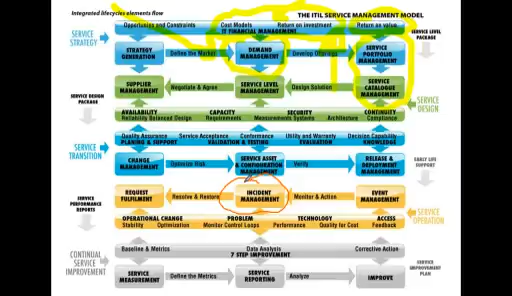 Integrated lifecycles elements flow
THE ITIL SERVICE MANAGEMENT MODEL
Opportunities and Constraints Cost Models Return on investment Return on value
IT FINANCIAL MANAGEMENT
SERVICE STRATEGY
SERVICE LEVEL PACKAGE
STRATEGY GENERATION
Define the Market
DEMAND MANAGEMENT
Develop Offerings
SERVICE PORTFOLIO MANAGEMENT
SUPPLIER MANAGEMENT
Negotiate & Agree
SERVICE LEVEL MANAGEMENT
Design Solution
SERVICE CATALOGUE MANAGEMENT
SERVICE DESIGN PACKAGE
SERVICE DESIGN
AVAILABILITY CAPACITY SECURITY CONTINUITY
Reliability Balanced Design Requirements Measurements Systems Architecture Compliance
Quality Assurance Service Acceptance Conformance Utility and Warranty Decision Capability
PLANING & SUPPORT VALIDATION & TESTING EVALUATION KNOWLEDGE
SERVICE TRANSITION
CHANGE MANAGEMENT
Optimize Risk
SERVICE ASSET & CONFIGURATION MANAGEMENT
Verify
RELEASE & DEPLOYMENT MANAGEMENT
EARLY LIFE SUPPORT
SERVICE PERFORMANCE REPORTS
REQUEST FULFILMENT
Resolve & Restore
INCIDENT MANAGEMENT
Monitor & Action
EVENT MANAGEMENT
OPERATIONAL CHANGE PROBLEM TECHNOLOGY ACCESS
Stability Optimization Monitor Control Loops Performance Quality for Cost Feedback
SERVICE OPERATION
Baseline & Metrics Data Analysis Corrective Action
7 STEP IMPROVEMENT
CONTINUAL SERVICE IMPROVEMENT
SERVICE MEASUREMENT
Define the Metrics
SERVICE REPORTING
Analyze
IMPROVE
SERVICE IMPROVEMENT PLAN